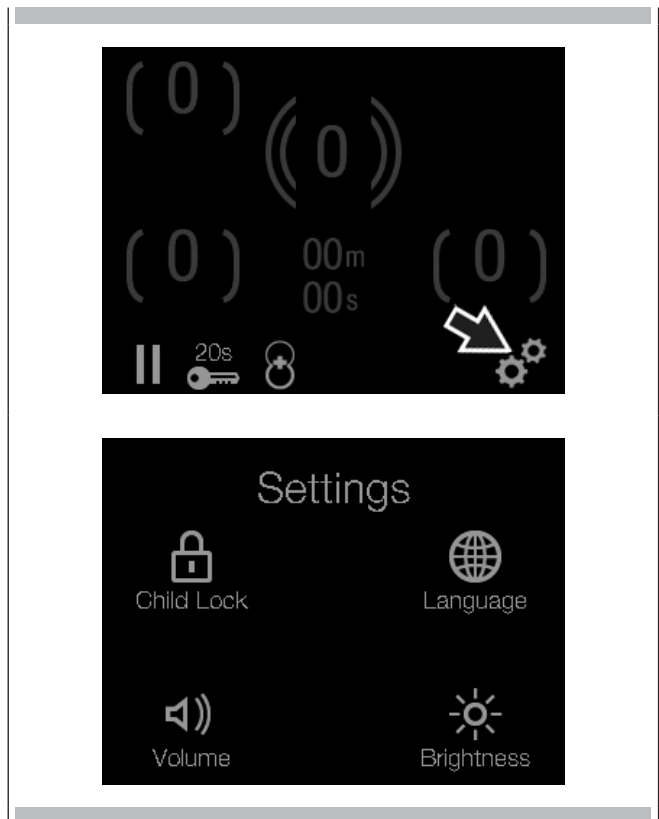 0
0
0 00m 0
00s
20s
Settings
Child Lock Language
Volume Brightness